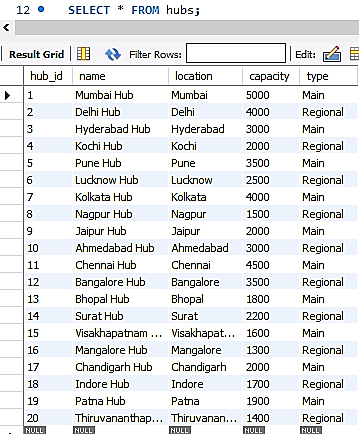 12 SELECT * FROM hubs;
Result Grid Filter Rows: Edit:
hub_id name location capacity type
1 Mumbai Hub Mumbai 5000 Main
2 Delhi Hub Delhi 4000 Regional
3 Hyderabad Hub Hyderabad 3000 Main
4 Kochi Hub Kochi 2000 Regional
5 Pune Hub Pune 3500 Main
6 Lucknow Hub Lucknow 2500 Regional
7 Kolkata Hub Kolkata 4000 Main
8 Nagpur Hub Nagpur 1500 Regional
9 Jaipur Hub Jaipur 2000 Main
10 Ahmedabad Hub Ahmedabad 3000 Regional
11 Chennai Hub Chennai 4500 Main
12 Bangalore Hub Bangalore 3500 Regional
13 Bhopal Hub Bhopal 1800 Main
14 Surat Hub Surat 2200 Regional
15 Visakhapatnam ... Visakhapat... 1600 Main
16 Mangalore Hub Mangalore 1300 Regional
17 Chandigarh Hub Chandigarh 2000 Main
18 Indore Hub Indore 1700 Regional
19 Patna Hub Patna 1900 Main
20 Thiruvananthap... Thiruvanan... 1400 Regional
NULL NULL NULL NULL NULL